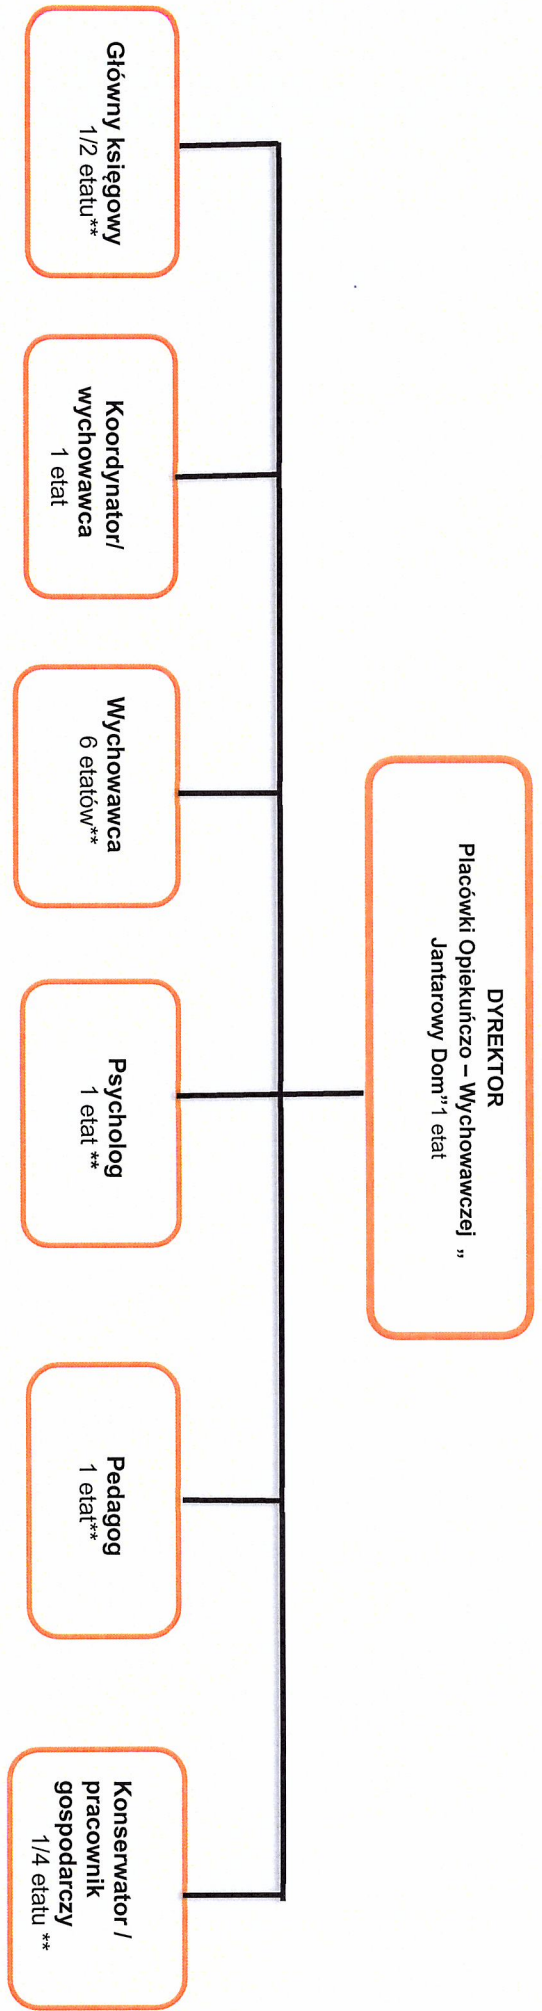 DYREKTOR
Placówki Opiekuńczo – Wychowawczej „
Jantarowy Dom”1 etat
Główny księgowy
1/2 etatu**
Koordynator/
wychowawca
1 etat
Wychowawca
6 etatów**
Psycholog
1 etat **
Pedagog
1 etat**
Konserwator /
pracownik
gospodarczy
1/4 etatu **